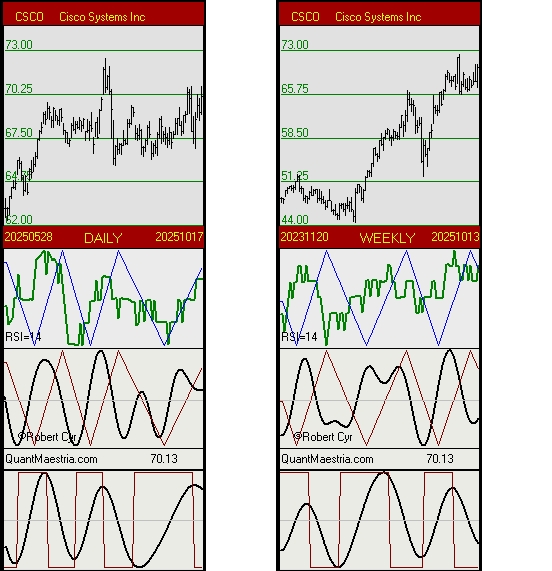 CSCO Cisco Systems Inc
73.00
70.25
67.50
64.75
62.00
20250528 DAILY 20251017
RSI=14
©Robert Cyr
QuantMaestria.com 70.13
CSCO Cisco Systems Inc
73.00
65.75
58.50
51.25
44.00
20231120 WEEKLY 20251013
RSI=14
©Robert Cyr
QuantMaestria.com 70.13